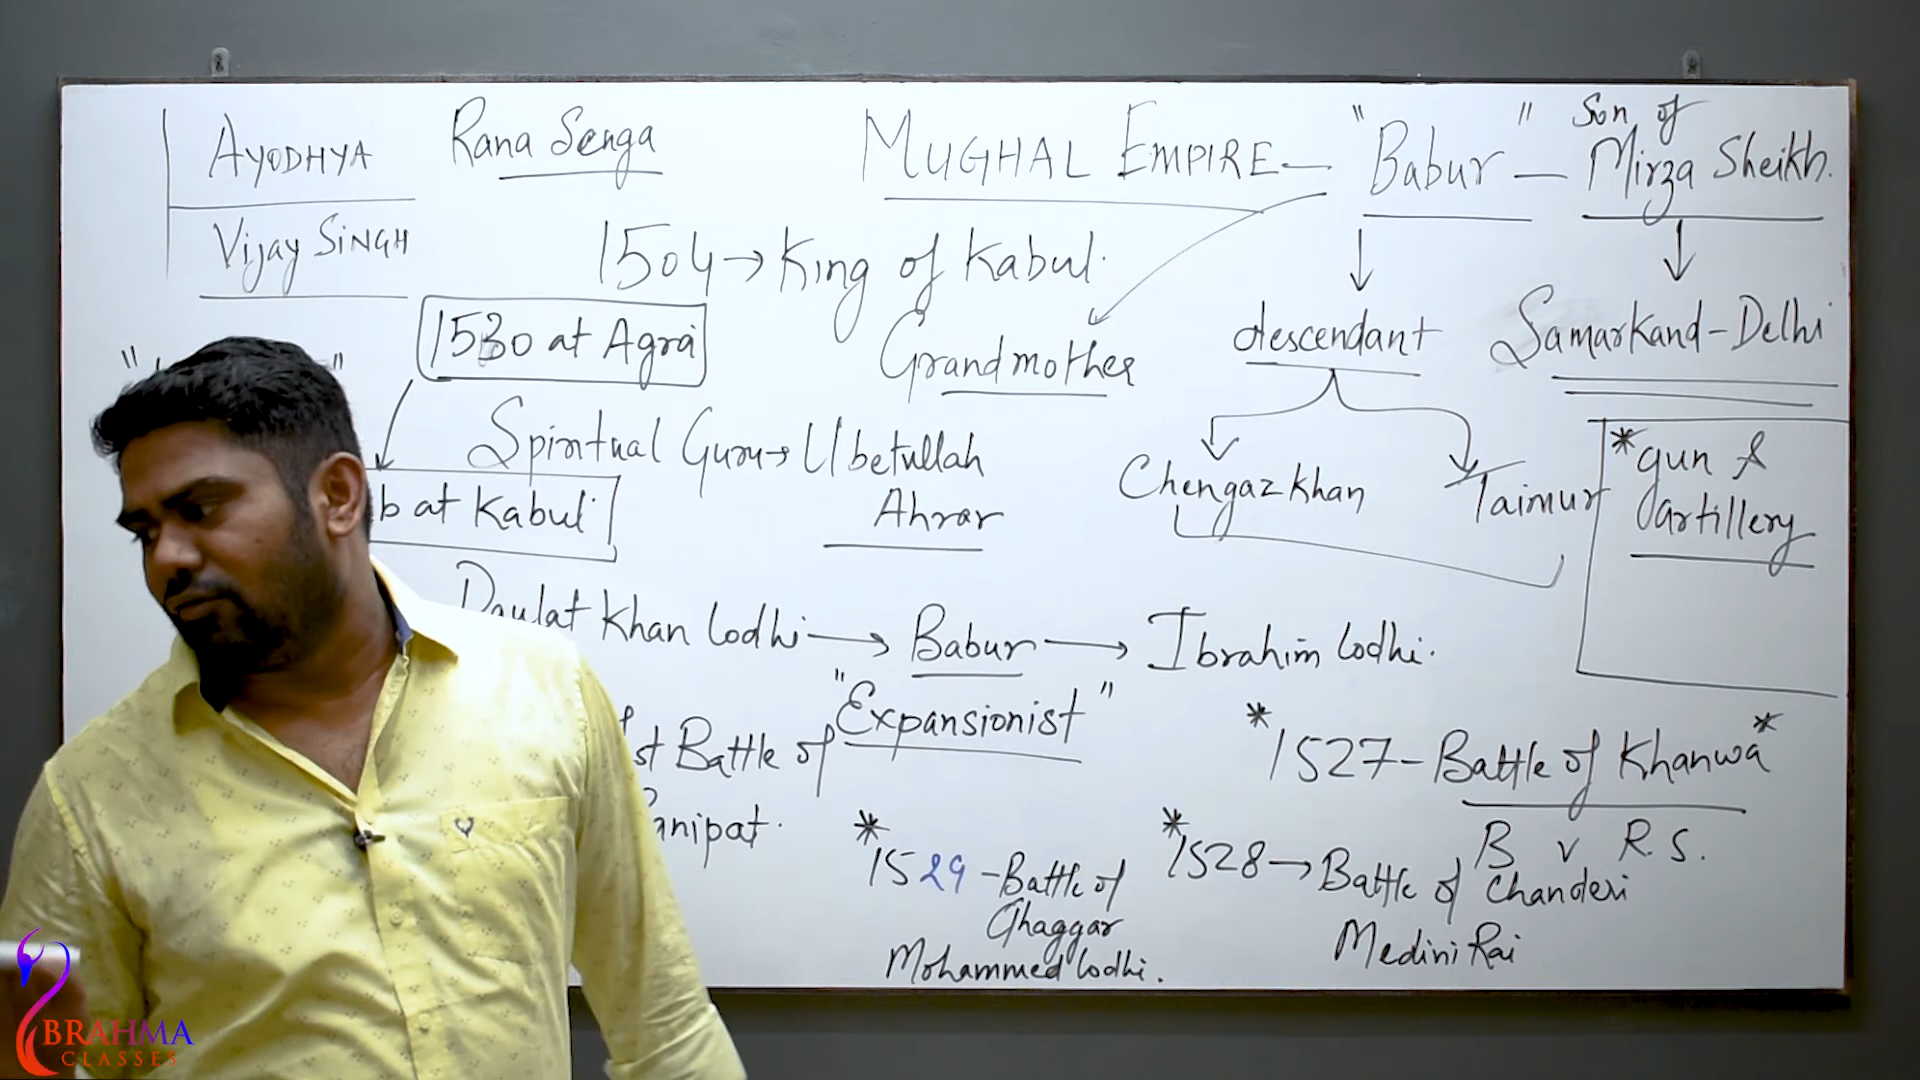 AYODHYA
Vijay SINGH
Rana Senga
MUGHAL EMPIRE — "Babur" — Son of
Mirza Sheikh.
1504 → King of Kabul.
1530 at Agra
Grandmother
descendant
Samarkand - Delhi
Spiritual Guru → Ubetullah
Ahrar
b at Kabul
Chengaz Khan
Taimur
* gun &
artillery
Daulat Khan Lodhi → Babur → Ibrahim Lodhi.
"Expansionist"
1st Battle of
Panipat.
* 1527 - Battle of Khanwa *
B v R.S.
* 1529 - Battle of
Ghaggar
Mohammed Lodhi.
* 1528 → Battle of Chanderi
Medini Rai
BRAHMA
CLASSES